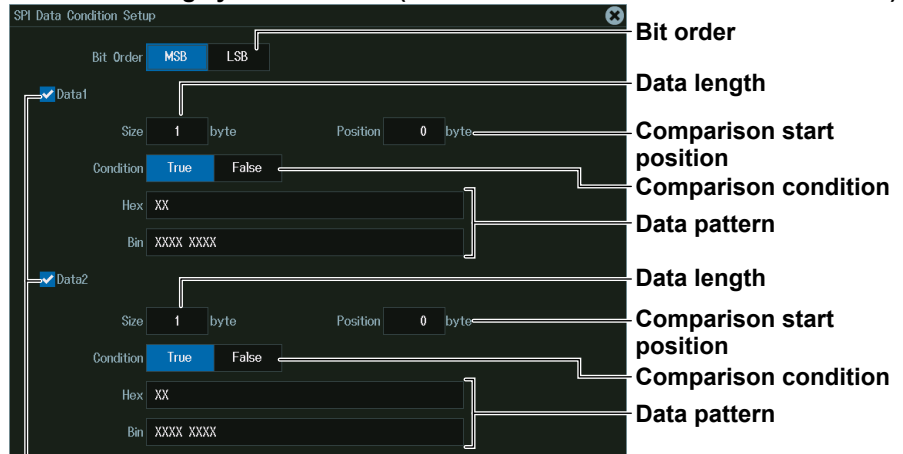 SPI Data Condition Setup
Bit Order MSB LSB
Bit order
Data1
Data length
Size 1 byte Position 0 byte
Comparison start
position
Condition True False
Comparison condition
Hex XX
Data pattern
Bin XXXX XXXX
Data2
Data length
Size 1 byte Position 0 byte
Comparison start
position
Condition True False
Comparison condition
Hex XX
Data pattern
Bin XXXX XXXX